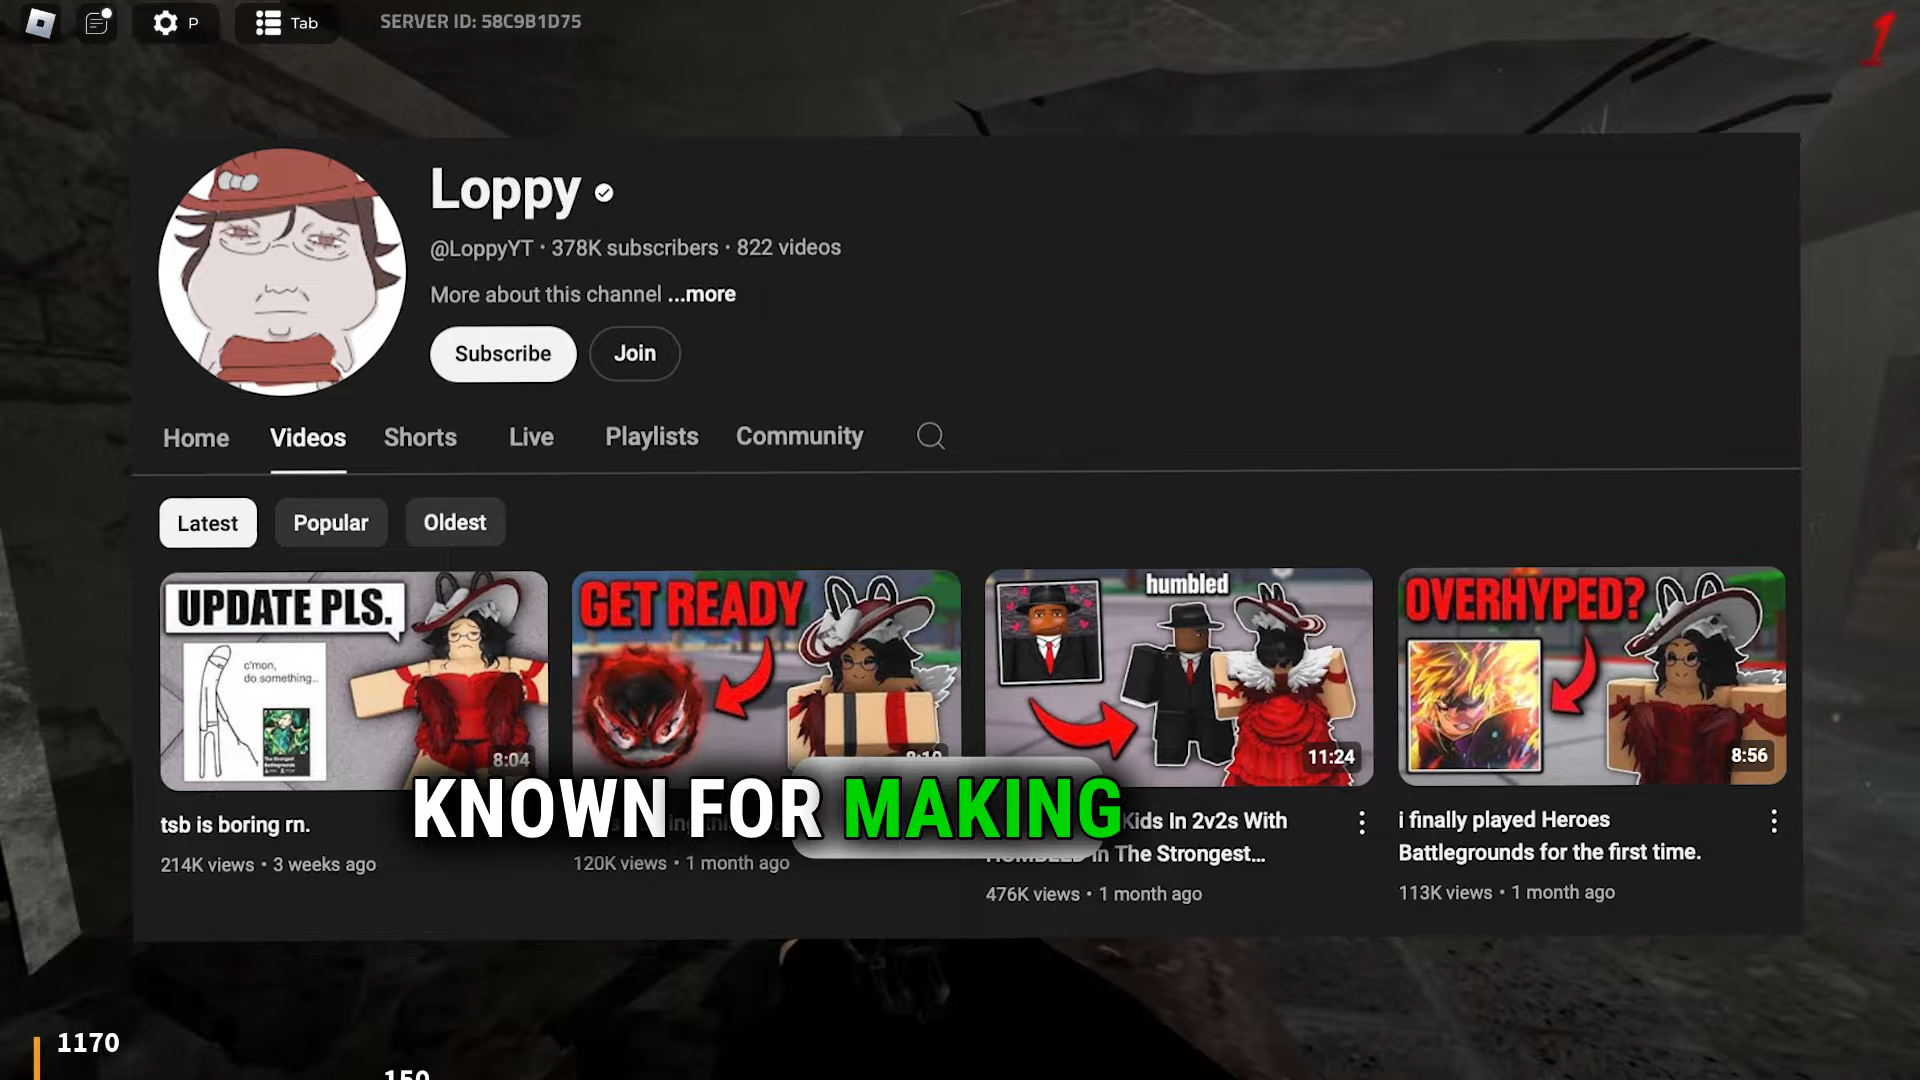 P
Tab
SERVER ID: 58C9B1D75
1
Loppy
@LoppyYT · 378K subscribers · 822 videos
More about this channel ...more
Subscribe
Join
Home
Videos
Shorts
Live
Playlists
Community
Latest
Popular
Oldest
UPDATE PLS.
c'mon,
do something..
8:04
GET READY
humbled
11:24
OVERHYPED?
8:56
KNOWN FOR MAKING
tsb is boring rn.
214K views • 3 weeks ago
120K views • 1 month ago
Kids In 2v2s With
in The Strongest...
476K views • 1 month ago
i finally played Heroes
Battlegrounds for the first time.
113K views • 1 month ago
1170
150